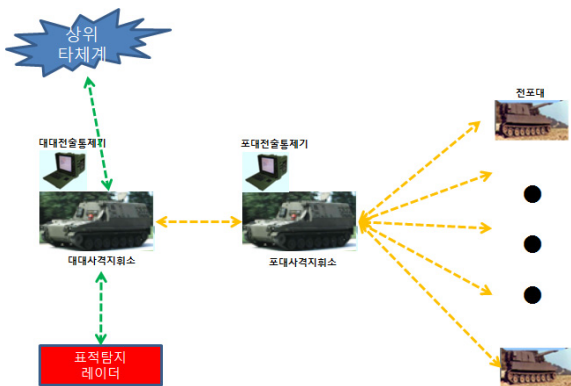 상위
타체계
대대전술통제기
포대전술통제기
전포대
대대사격지휘소
포대사격지휘소
표적탐지
레이더